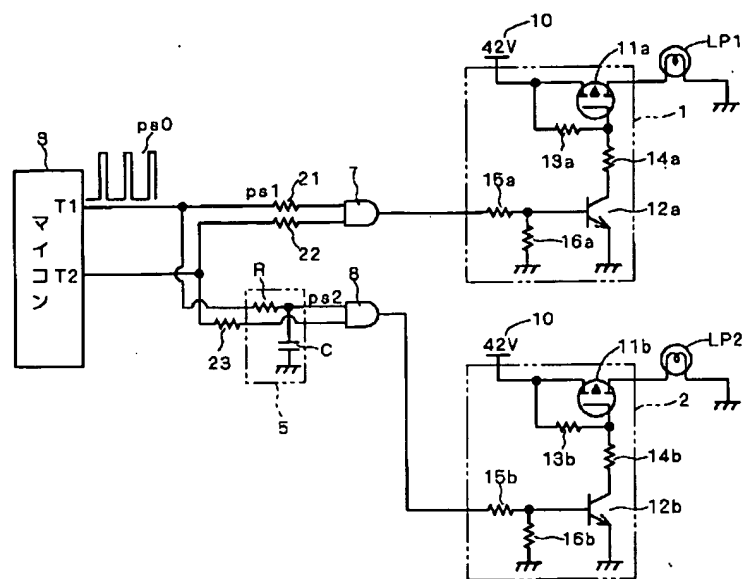 10
42V
11a
LP1
1
13a
14a
3
ps0
T1
マイコン
T2
ps1
21
22
7
15a
16a
12a
R
ps2
8
23
C
5
10
42V
11b
LP2
2
13b
14b
15b
16b
12b